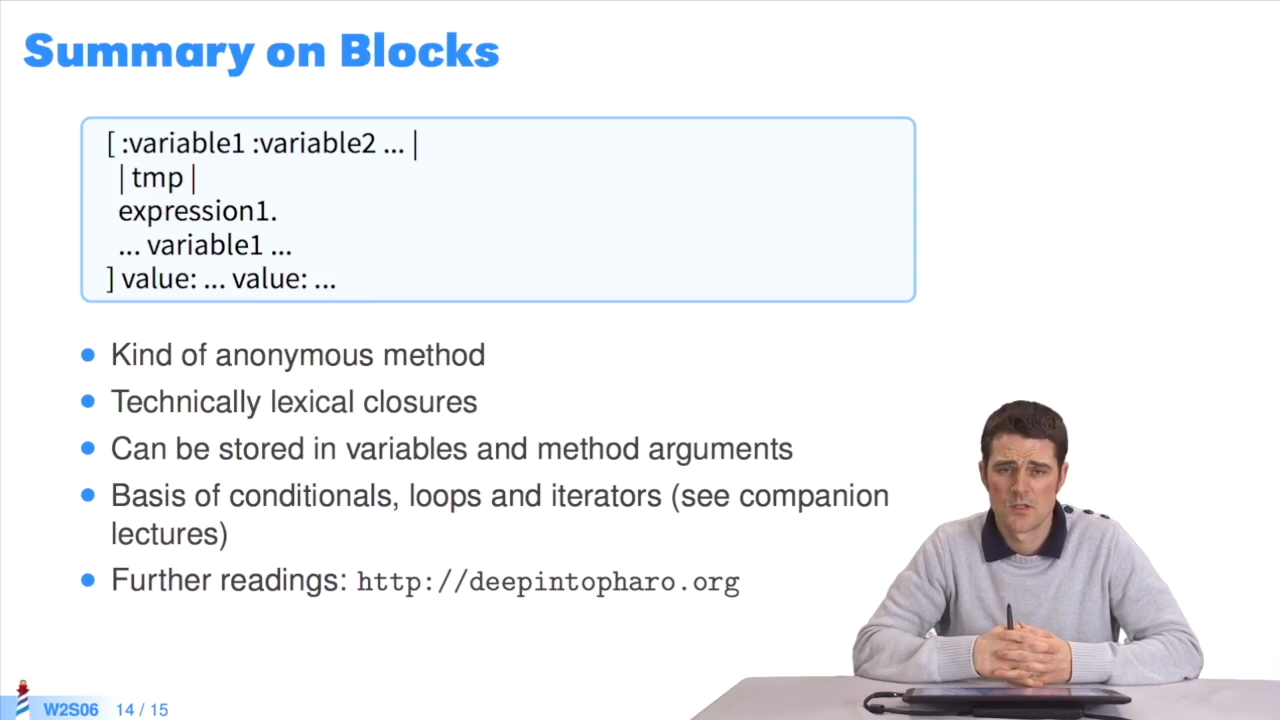 Summary on Blocks
[ :variable1 :variable2 ... |
| tmp |
expression1.
... variable1 ...
] value: ... value: ...
Kind of anonymous method
Technically lexical closures
Can be stored in variables and method arguments
Basis of conditionals, loops and iterators (see companion
lectures)
Further readings: http://deepintopharo.org
W2S06 14 / 15